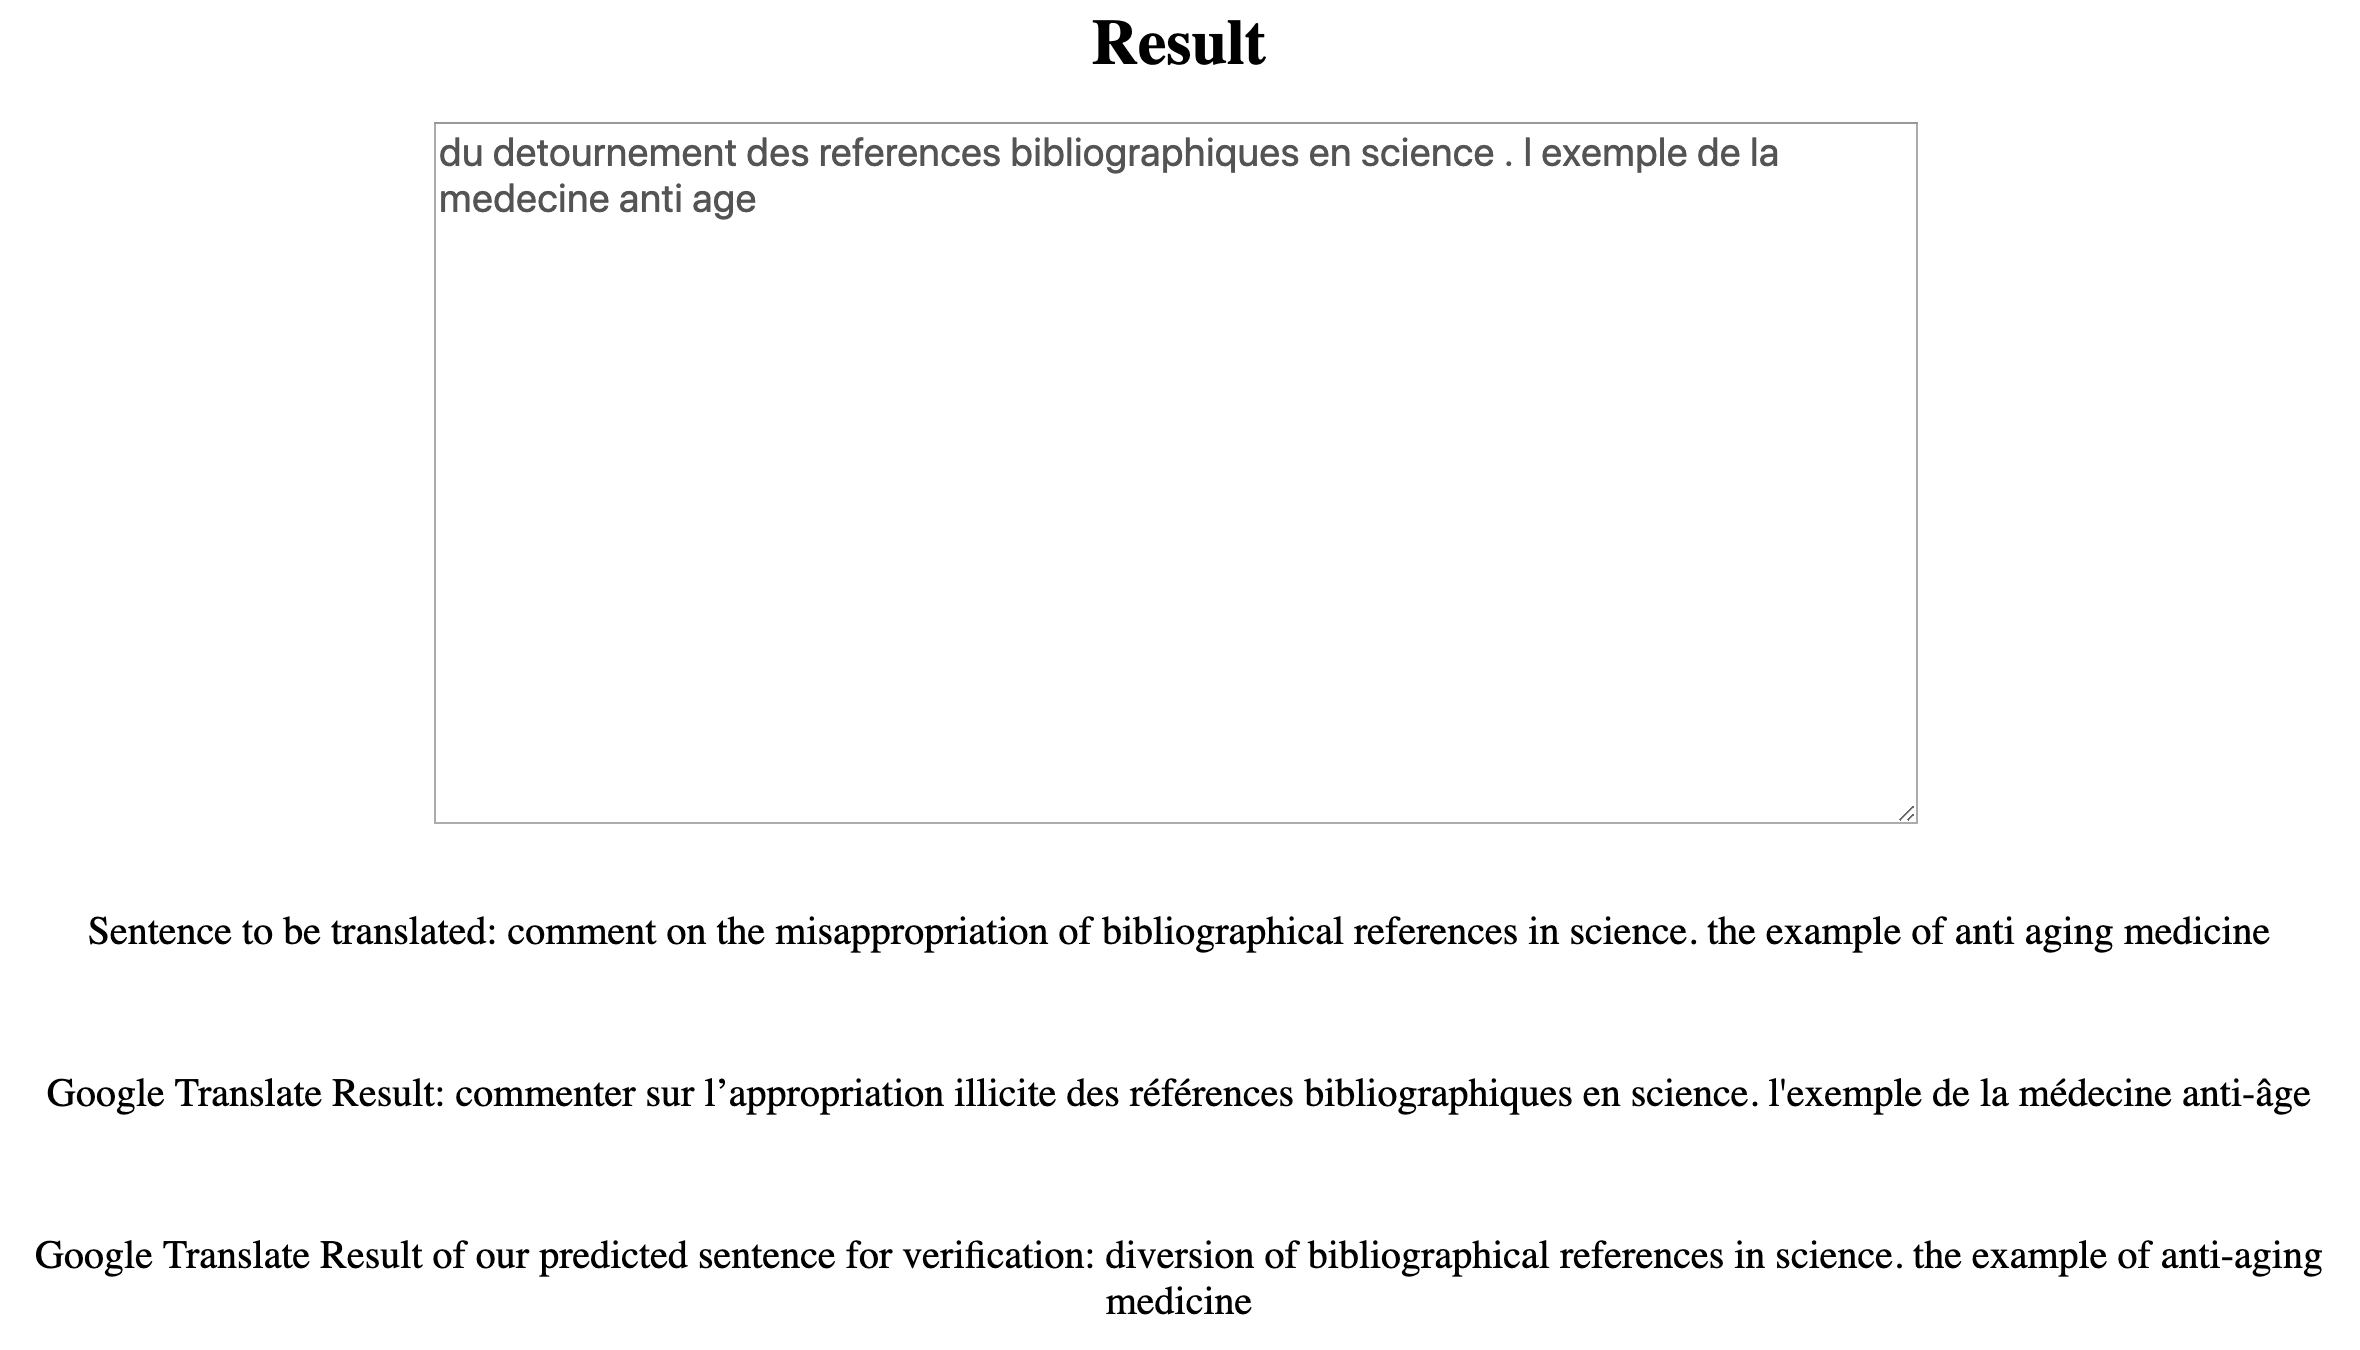 Result
du detournement des references bibliographiques en science . l exemple de la
medecine anti age
Sentence to be translated: comment on the misappropriation of bibliographical references in science. the example of anti aging medicine
Google Translate Result: commenter sur l’appropriation illicite des références bibliographiques en science. l'exemple de la médecine anti-âge
Google Translate Result of our predicted sentence for verification: diversion of bibliographical references in science. the example of anti-aging
medicine